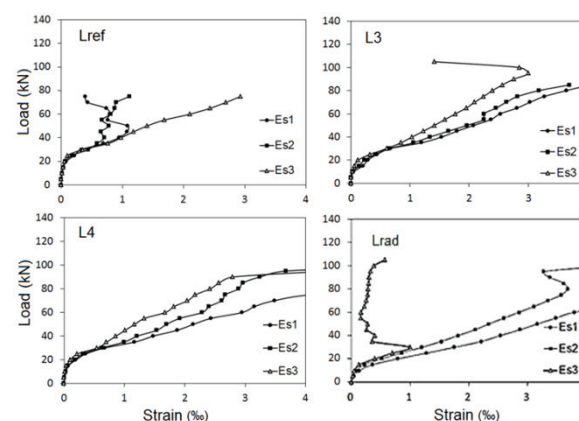 Lref
140
120
100
80
60
40
20
0
Load (kN)
0 1 2 3 4
Es1
Es2
Es3
L3
140
120
100
80
60
40
20
0
Load (kN)
0 1 2 3
Es1
Es2
Es3
L4
140
120
100
80
60
40
20
0
Load (kN)
0 1 2 3 4
Strain (‰)
Es1
Es2
Es3
Lrad
140
120
100
80
60
40
20
0
0 1 2 3
Strain (‰)
Es1
Es2
Es3